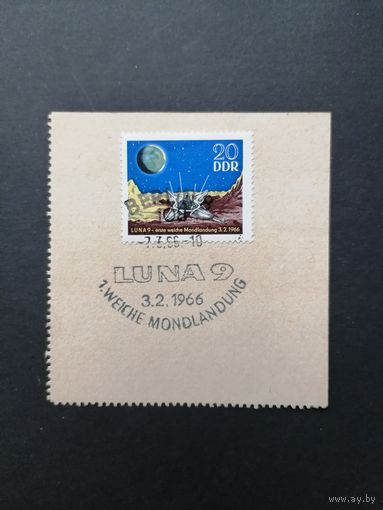 20
DDR
BERLIN
LUNA 9 - erste weiche Mondlandung 3.2.1966
-7.3.66.-10
LUNA 9
3.2.1966
1.WEICHE MONDLANDUNG
ay.by